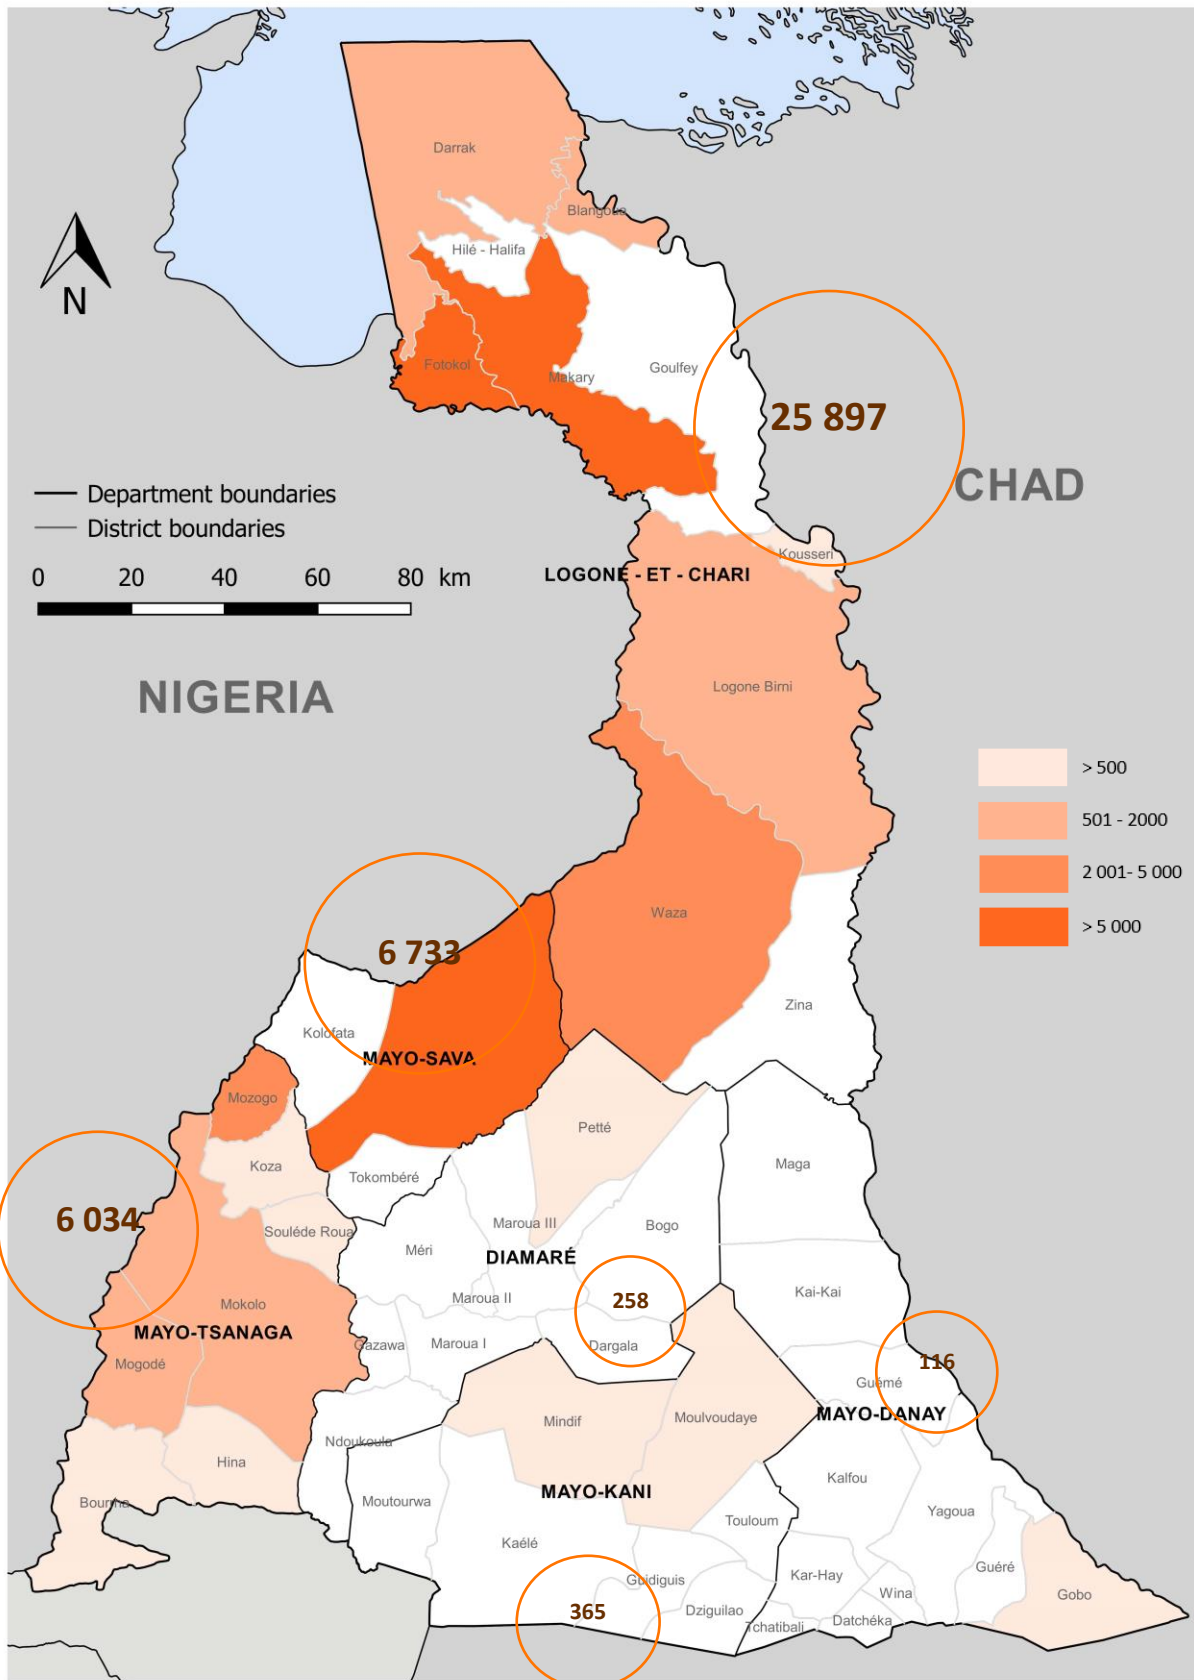 Darrak
Blangoua
Hilé - Halifa
N
Fotokol
Makary
Goulfey
25 897
CHAD
Department boundaries
District boundaries
0 20 40 60 80 km
Kousseri
LOGONE - ET - CHARI
NIGERIA
Logone Birni
> 500
501 - 2000
2 001- 5 000
> 5 000
Waza
6 733
Zina
Kolofata
MAYO-SAVA
Mozogo
Petté
Koza
Tokombéré
Maga
6 034
Souléde Roua
Maroua III
Bogo
Méri
DIAMARÉ
Mokolo
Maroua II
258
Kai-Kai
MAYO-TSANAGA
Gazawa
Maroua I
Dargala
Mogodé
116
Guémé
Mindif
Moulvoudaye
MAYO-DANAY
Ndoukoula
Hina
Kalfou
Bourrha
Moutourwa
MAYO-KANI
Yagoua
Touloum
Kaélé
Guidiguis
Kar-Hay
Guéré
Wina
Gobo
365
Dziguilao
Tchatibali
Datchéka